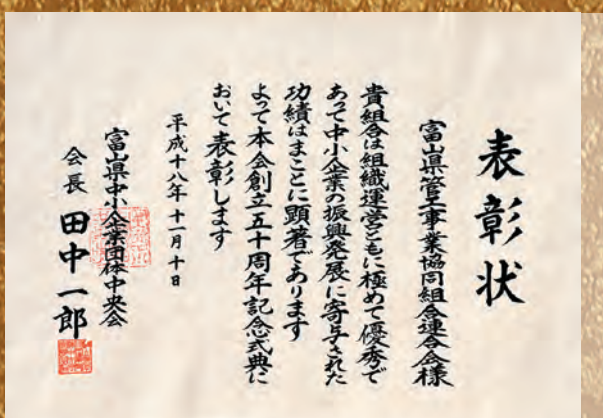 表彰状
富山県管工事業協同組合連合会様
貴組合は組織運営ともに極めて優秀で
あって中小企業の振興発展に寄与された
功績はまことに顕著であります
よって本会創立五十周年記念式典に
おいて表彰します
平成十八年十一月十日
富山県中小企業団体中央会
会長 田中一郎